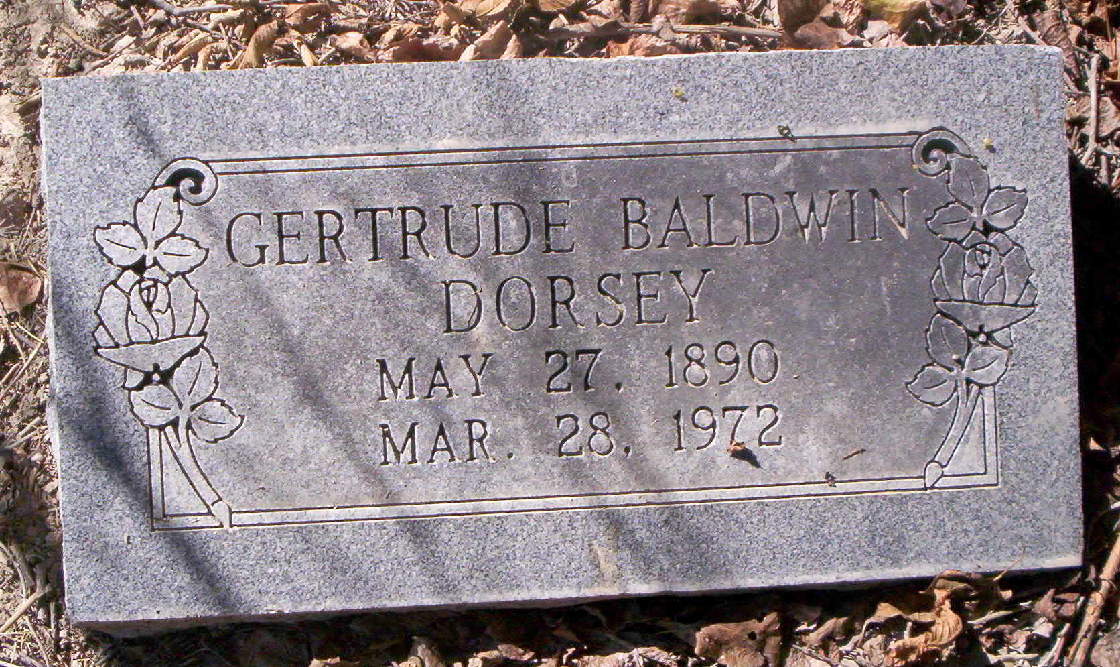 GERTRUDE BALDWIN
DORSEY
MAY 27, 1890
MAR. 28, 1972